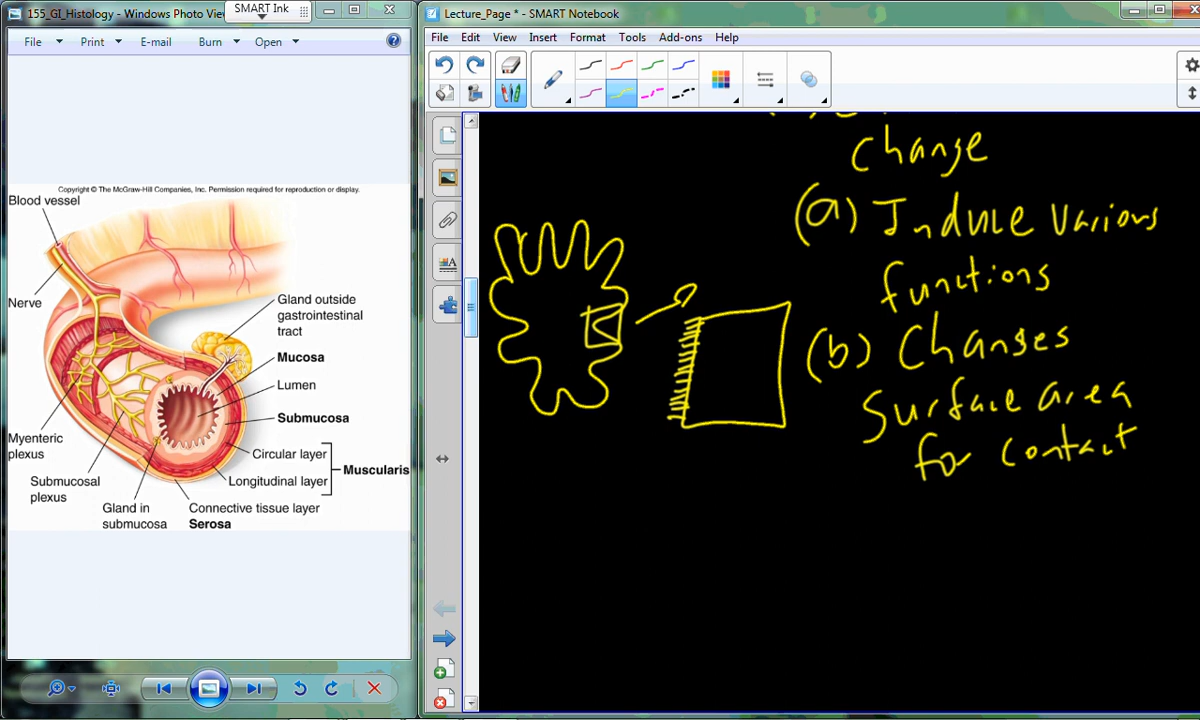 155_GI_Histology - Windows Photo View
SMART Ink
File Print E-mail Burn Open
Copyright © The McGraw-Hill Companies, Inc. Permission required for reproduction or display.
Blood vessel
Nerve
Gland outside
gastrointestinal
tract
Mucosa
Lumen
Submucosa
Circular layer
Muscularis
Longitudinal layer
Myenteric
plexus
Submucosal
plexus
Gland in
submucosa
Connective tissue layer
Serosa
Lecture_Page * - SMART Notebook
File Edit View Insert Format Tools Add-ons Help
Change
(a) Induce various
functions
(b) Changes
Surface area
for contact